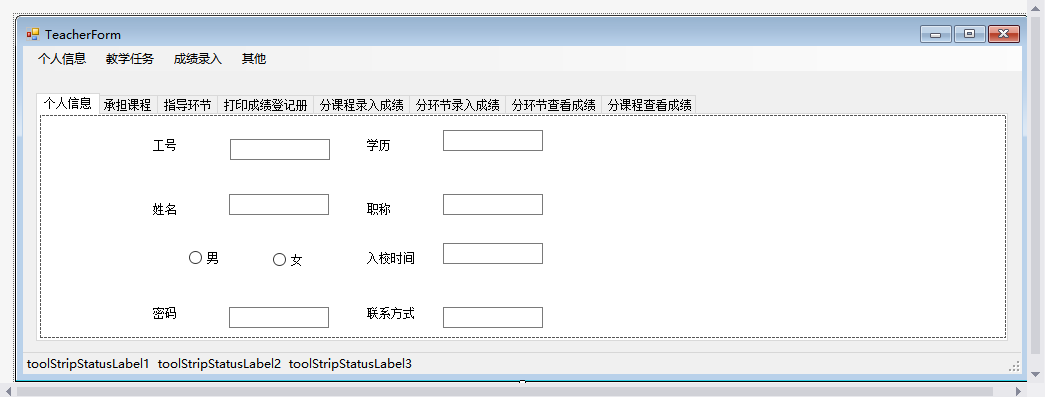 TeacherForm
个人信息 教学任务 成绩录入 其他
个人信息 承担课程 指导环节 打印成绩登记册 分课程录入成绩 分环节录入成绩 分环节查看成绩 分课程查看成绩
工号 学历
姓名 职称
男 女 入校时间
密码 联系方式
toolStripStatusLabel1 toolStripStatusLabel2 toolStripStatusLabel3